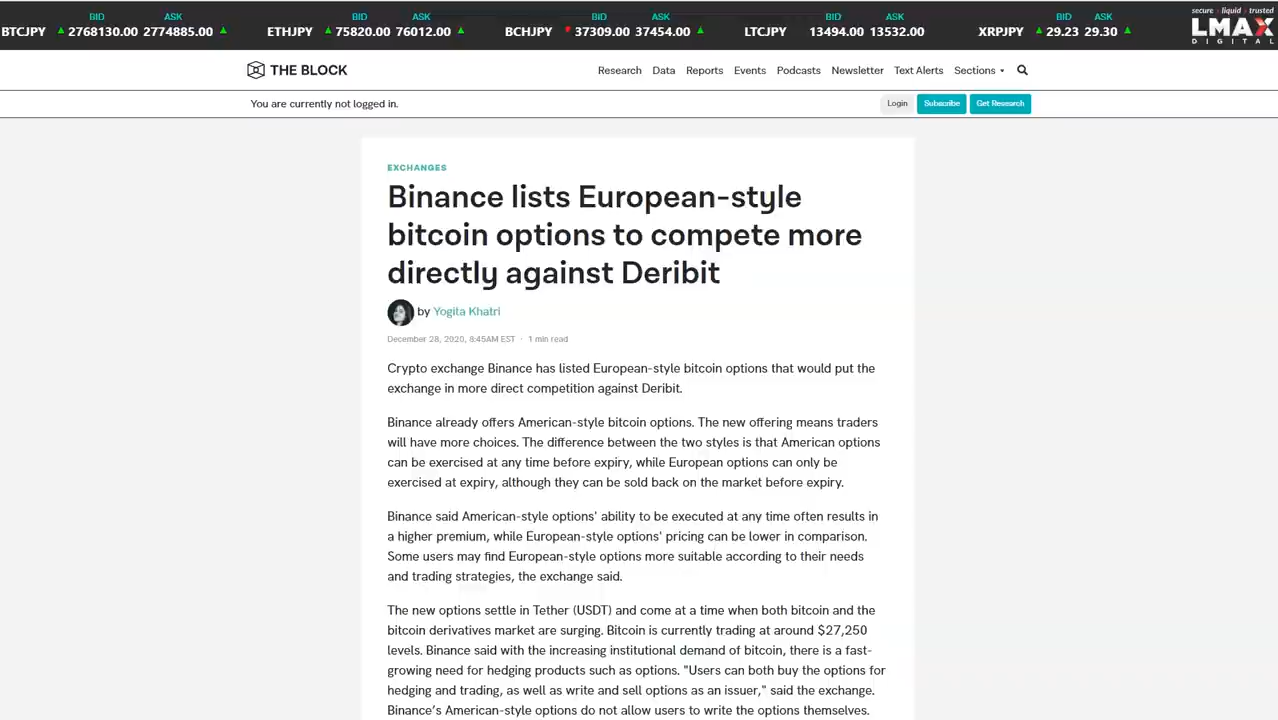 BID ASK BID ASK BID ASK BID ASK BID ASK
BTCJPY 2768130.00 2774885.00 ETHJPY 75820.00 76012.00 BCHJPY 37309.00 37454.00 LTCJPY 13494.00 13532.00 XRPJPY 29.23 29.30
secure liquid trusted
LMAX
DIGITAL
THE BLOCK Research Data Reports Events Podcasts Newsletter Text Alerts Sections
You are currently not logged in. Login Subscribe Get Research
EXCHANGES
Binance lists European-style
bitcoin options to compete more
directly against Deribit
by Yogita Khatri
December 28, 2020, 8:45AM EST · 1 min read
Crypto exchange Binance has listed European-style bitcoin options that would put the
exchange in more direct competition against Deribit.
Binance already offers American-style bitcoin options. The new offering means traders
will have more choices. The difference between the two styles is that American options
can be exercised at any time before expiry, while European options can only be
exercised at expiry, although they can be sold back on the market before expiry.
Binance said American-style options' ability to be executed at any time often results in
a higher premium, while European-style options' pricing can be lower in comparison.
Some users may find European-style options more suitable according to their needs
and trading strategies, the exchange said.
The new options settle in Tether (USDT) and come at a time when both bitcoin and the
bitcoin derivatives market are surging. Bitcoin is currently trading at around $27,250
levels. Binance said with the increasing institutional demand of bitcoin, there is a fast-
growing need for hedging products such as options. "Users can both buy the options for
hedging and trading, as well as write and sell options as an issuer," said the exchange.
Binance's American-style options do not allow users to write the options themselves.